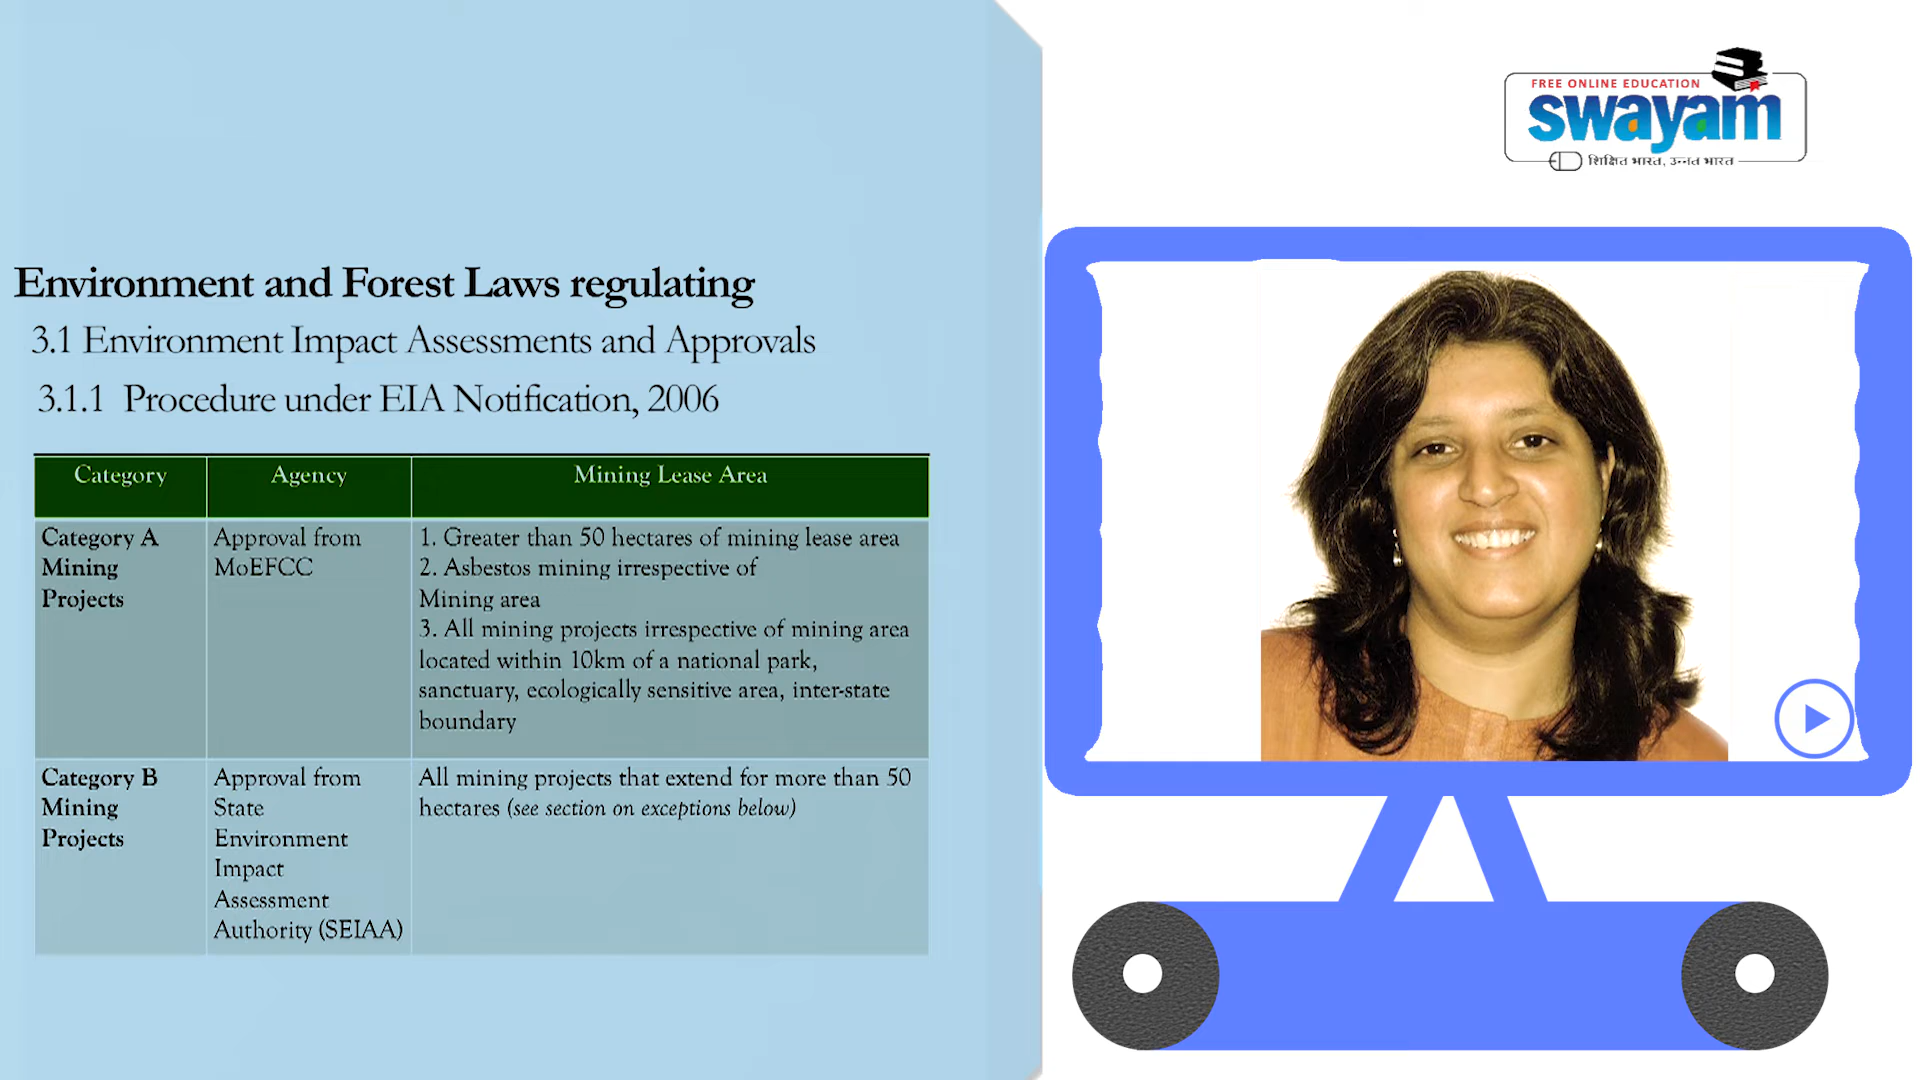 Environment and Forest Laws regulating
3.1 Environment Impact Assessments and Approvals
3.1.1 Procedure under EIA Notification, 2006
Category
Agency
Mining Lease Area
Category A
Mining
Projects
Approval from
MoEFCC
1. Greater than 50 hectares of mining lease area
2. Asbestos mining irrespective of
Mining area
3. All mining projects irrespective of mining area
located within 10km of a national park,
sanctuary, ecologically sensitive area, inter-state
boundary
Category B
Mining
Projects
Approval from
State
Environment
Impact
Assessment
Authority (SEIAA)
All mining projects that extend for more than 50
hectares (see section on exceptions below)
FREE ONLINE EDUCATION
swayam
शिक्षित भारत, उन्नत भारत